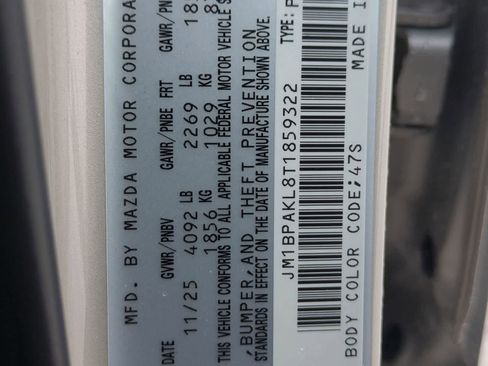 MFD. BY MAZDA MOTOR CORPORA
DATE GVWR/PNBV GAWR/PNBE FRT GAWR/PN
11/25 4092 LB 2269 LB 18
1856 KG 1029 KG 8
THIS VEHICLE CONFORMS TO ALL APPLICABLE FEDERAL MOTOR VEHICLE S
,BUMPER,AND THEFT PREVENTION
STANDARDS IN EFFECT ON THE DATE OF MANUFACTURE SHOWN ABOVE.
JM1BPAKL8T1859322 TYPE: P
BODY COLOR CODE;47S MADE I